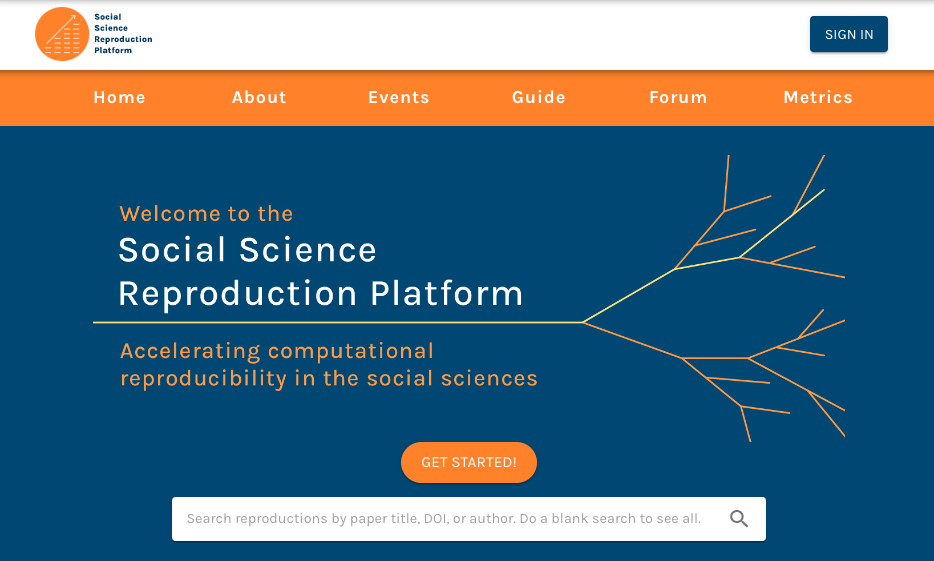 Social
Science
Reproduction
Platform
SIGN IN
Home About Events Guide Forum Metrics
Welcome to the
Social Science
Reproduction Platform
Accelerating computational
reproducibility in the social sciences
GET STARTED!
Search reproductions by paper title, DOI, or author. Do a blank search to see all.